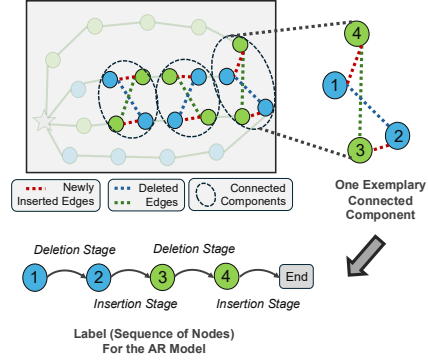 4
1
2
3
Newly
Inserted Edges
Deleted
Edges
Connected
Components
One Exemplary
Connected
Component
Deletion Stage
Deletion Stage
1
2
3
4
End
Insertion Stage
Insertion Stage
Label (Sequence of Nodes)
For the AR Model